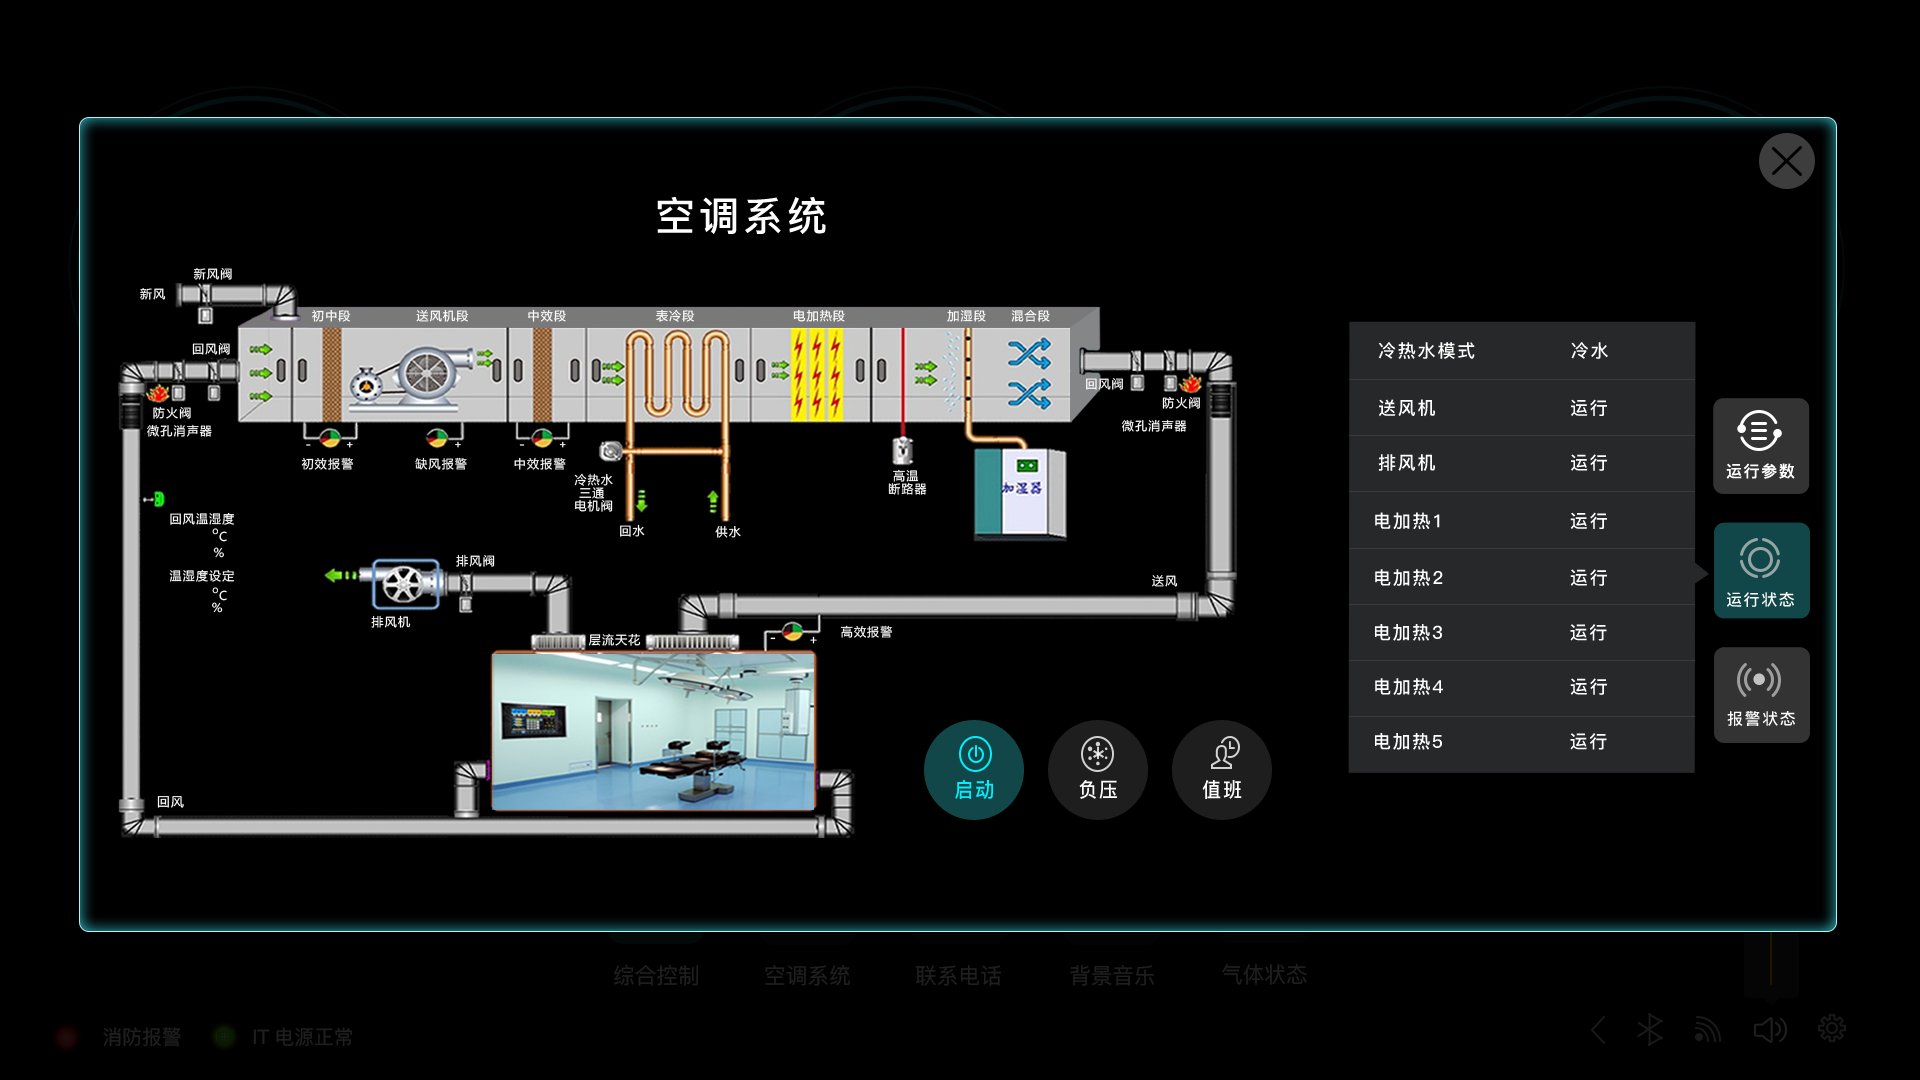 空调系统
新风阀
新风
初中段
送风机段
中效段
表冷段
电加热段
加湿段
混合段
回风阀
防火阀
微孔消声器
回风阀
防火阀
微孔消声器
- +
+
- +
初效报警
缺风报警
中效报警
冷热水
三通
电机阀
回水
供水
高温
断路器
加湿器
回风温湿度
℃
%
温湿度设定
℃
%
排风阀
排风机
送风
层流天花
- +
高效报警
回风
启动
负压
值班
冷热水模式 冷水
送风机 运行
排风机 运行
电加热1 运行
电加热2 运行
电加热3 运行
电加热4 运行
电加热5 运行
运行参数
运行状态
报警状态
综合控制
空调系统
联系电话
背景音乐
气体状态
消防报警
IT 电源正常